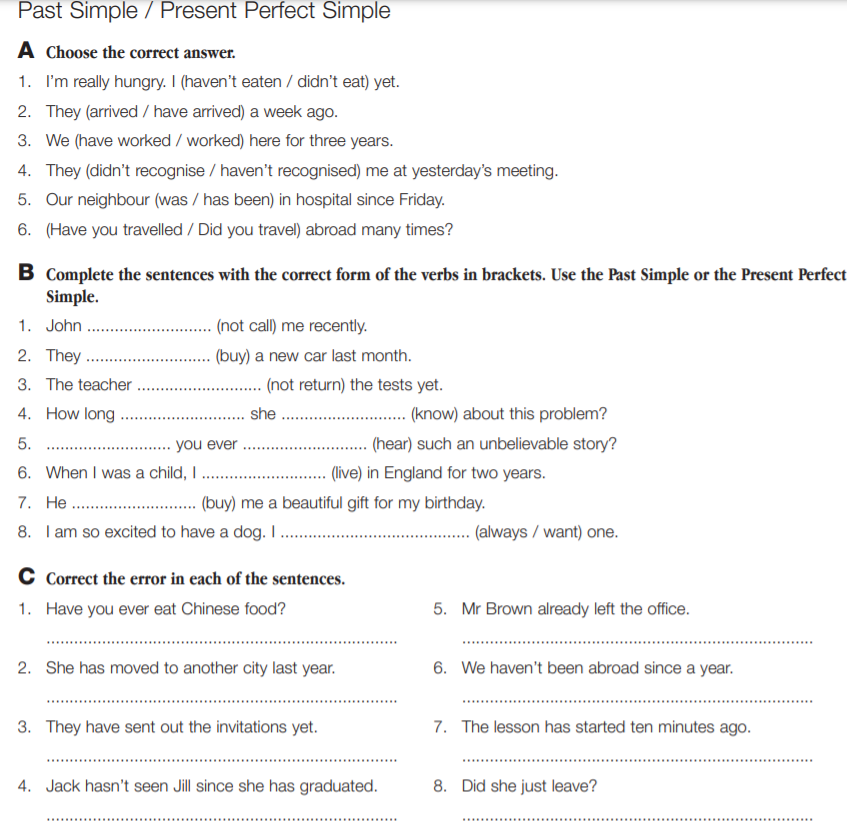 Past Simple / Present Perfect Simple
A Choose the correct answer.
1. I'm really hungry. I (haven't eaten / didn't eat) yet.
2. They (arrived / have arrived) a week ago.
3. We (have worked / worked) here for three years.
4. They (didn't recognise / haven't recognised) me at yesterday's meeting.
5. Our neighbour (was / has been) in hospital since Friday.
6. (Have you travelled / Did you travel) abroad many times?
B Complete the sentences with the correct form of the verbs in brackets. Use the Past Simple or the Present Perfect
Simple.
1. John ........................... (not call) me recently.
2. They ........................... (buy) a new car last month.
3. The teacher ........................... (not return) the tests yet.
4. How long ........................... she ........................... (know) about this problem?
5. ........................... you ever ........................... (hear) such an unbelievable story?
6. When I was a child, I ........................... (live) in England for two years.
7. He ........................... (buy) me a beautiful gift for my birthday.
8. I am so excited to have a dog. I ......................................... (always / want) one.
C Correct the error in each of the sentences.
1. Have you ever eat Chinese food?
2. She has moved to another city last year.
3. They have sent out the invitations yet.
4. Jack hasn't seen Jill since she has graduated.
5. Mr Brown already left the office.
6. We haven't been abroad since a year.
7. The lesson has started ten minutes ago.
8. Did she just leave?